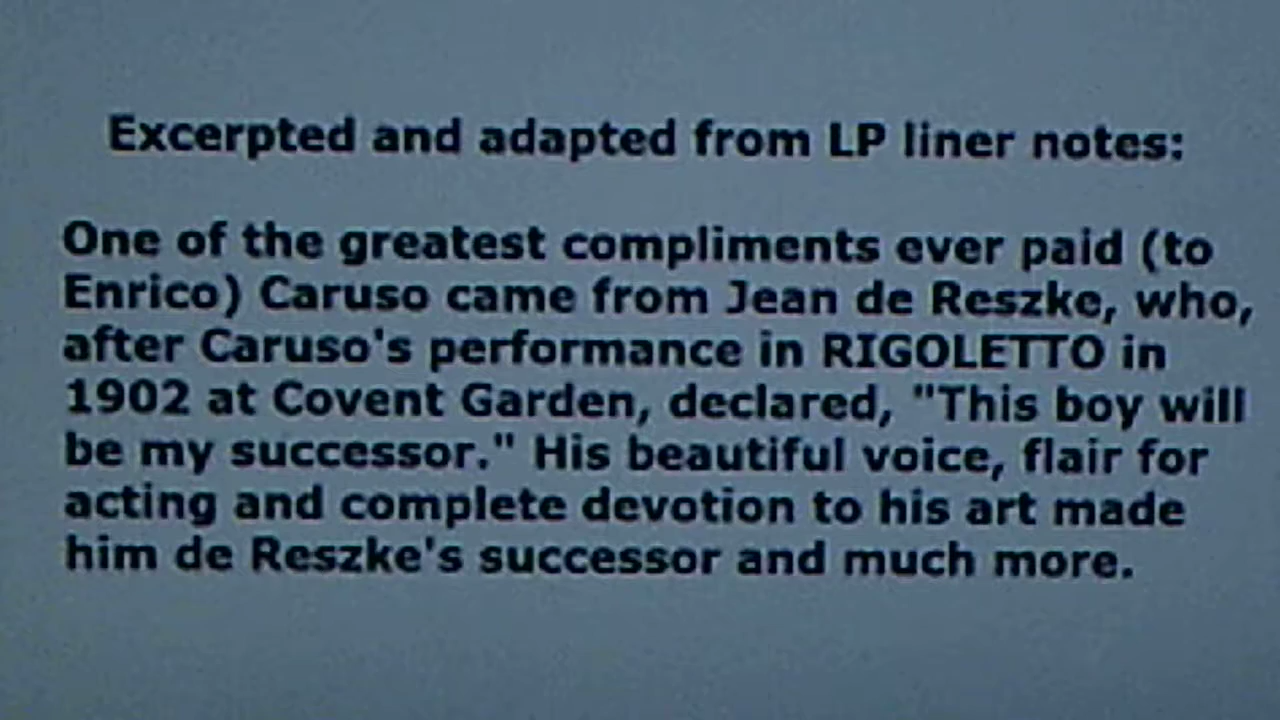 Excerpted and adapted from LP liner notes:
One of the greatest compliments ever paid (to
Enrico) Caruso came from Jean de Reszke, who,
after Caruso's performance in RIGOLETTO in
1902 at Covent Garden, declared, "This boy will
be my successor." His beautiful voice, flair for
acting and complete devotion to his art made
him de Reszke's successor and much more.